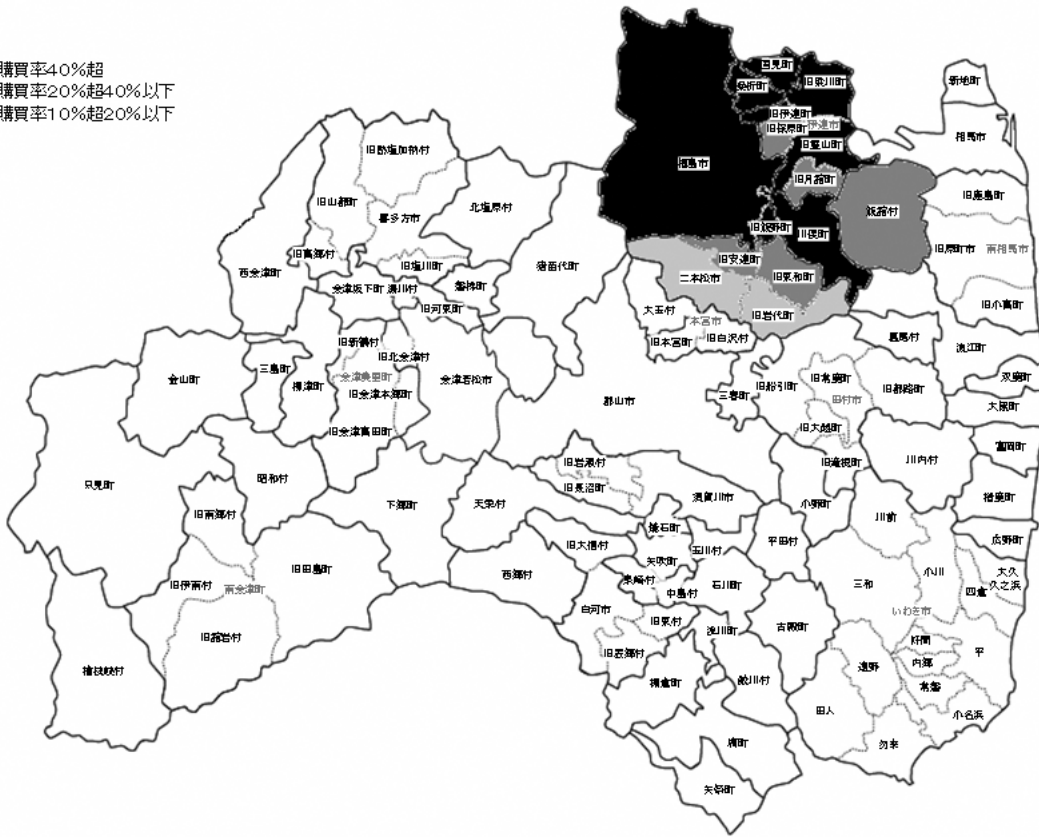 購買率40%超
購買率20%超40%以下
購買率10%超20%以下
国見町
桑折町
旧梁川町
旧伊達町
旧保原町
伊達市
旧霊山町
福島市
旧月舘町
飯舘村
旧飯野町
川俣町
旧安達町
二本松市
旧東和町
旧岩代町
新地町
相馬市
旧鹿島町
旧原町市
南相馬市
旧小高町
旧熱塩加納村
旧山都町
喜多方市
北塩原村
旧高郷村
旧塩川町
西会津町
猪苗代町
会津坂下町
湯川村
磐梯町
旧河東町
大玉村
本宮市
旧本宮町
旧白沢村
葛尾村
浪江町
旧新鶴村
旧北会津村
会津美里町
会津若松市
旧会津本郷町
旧会津高田町
金山町
三島町
柳津町
郡山市
三春町
旧船引町
旧常葉町
旧都路町
田村市
旧大越町
旧滝根町
双葉町
大熊町
富岡町
川内村
楢葉町
広野町
只見町
昭和村
下郷町
天栄村
旧岩瀬村
旧長沼町
須賀川市
小野町
川前
旧南郷村
旧田島町
旧伊南村
南会津町
旧舘岩村
檜枝岐村
鏡石町
旧大信村
矢吹町
玉川村
平田村
西郷村
泉崎村
中島村
石川町
白河市
旧東村
浅川町
古殿町
旧表郷村
棚倉町
鮫川村
塙町
矢祭町
三和
小川
四倉
大久
久之浜
いわき市
好間
内郷
平
遠野
常磐
小名浜
田人
勿来